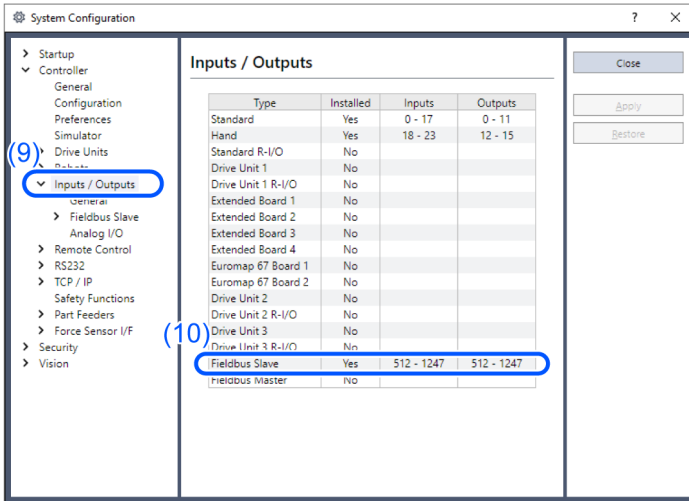 System Configuration
? ×
Startup
Controller
General
Configuration
Preferences
Simulator
Drive Units
Robots
(9)
Inputs / Outputs
General
Fieldbus Slave
Analog I/O
Remote Control
RS232
TCP / IP
Safety Functions
Part Feeders
Force Sensor I/F
Security
Vision
Inputs / Outputs
Type Installed Inputs Outputs
Standard Yes 0 - 17 0 - 11
Hand Yes 18 - 23 12 - 15
Standard R-I/O No
Drive Unit 1 No
Drive Unit 1 R-I/O No
Extended Board 1 No
Extended Board 2 No
Extended Board 3 No
Extended Board 4 No
Euromap 67 Board 1 No
Euromap 67 Board 2 No
Drive Unit 2 No
Drive Unit 2 R-I/O No
Drive Unit 3 No
(10)
Drive Unit 3 R-I/O No
Fieldbus Slave Yes 512 - 1247 512 - 1247
Fieldbus Master No
Close
Apply
Restore